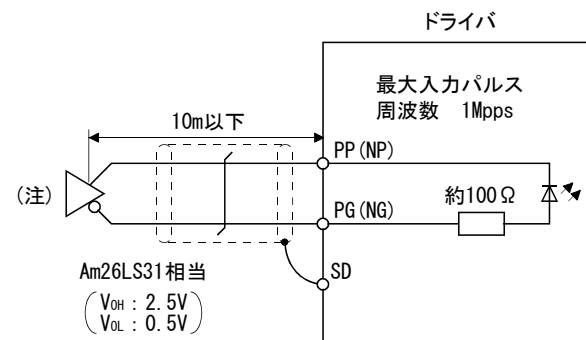 ドライバ
最大入力パルス
周波数 1Mpps
10m以下
PP(NP)
(注)
約100Ω
PG(NG)
Am26LS31相当
SD
VOH : 2.5V
VOL : 0.5V